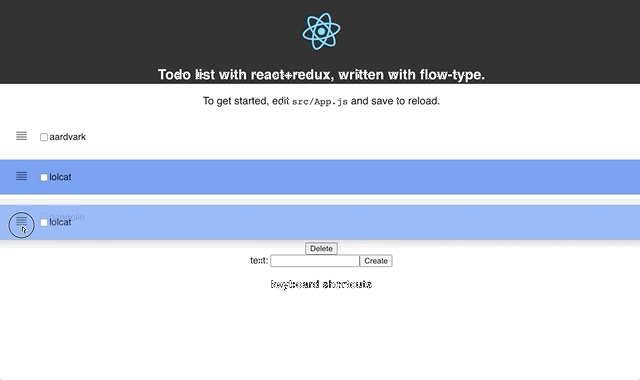 Todo list with react+redux, written with flow-type.
To get started, edit src/App.js and save to reload.
aardvark
lolcat
lolcat
Delete
text:
Create
keyboard shortcuts